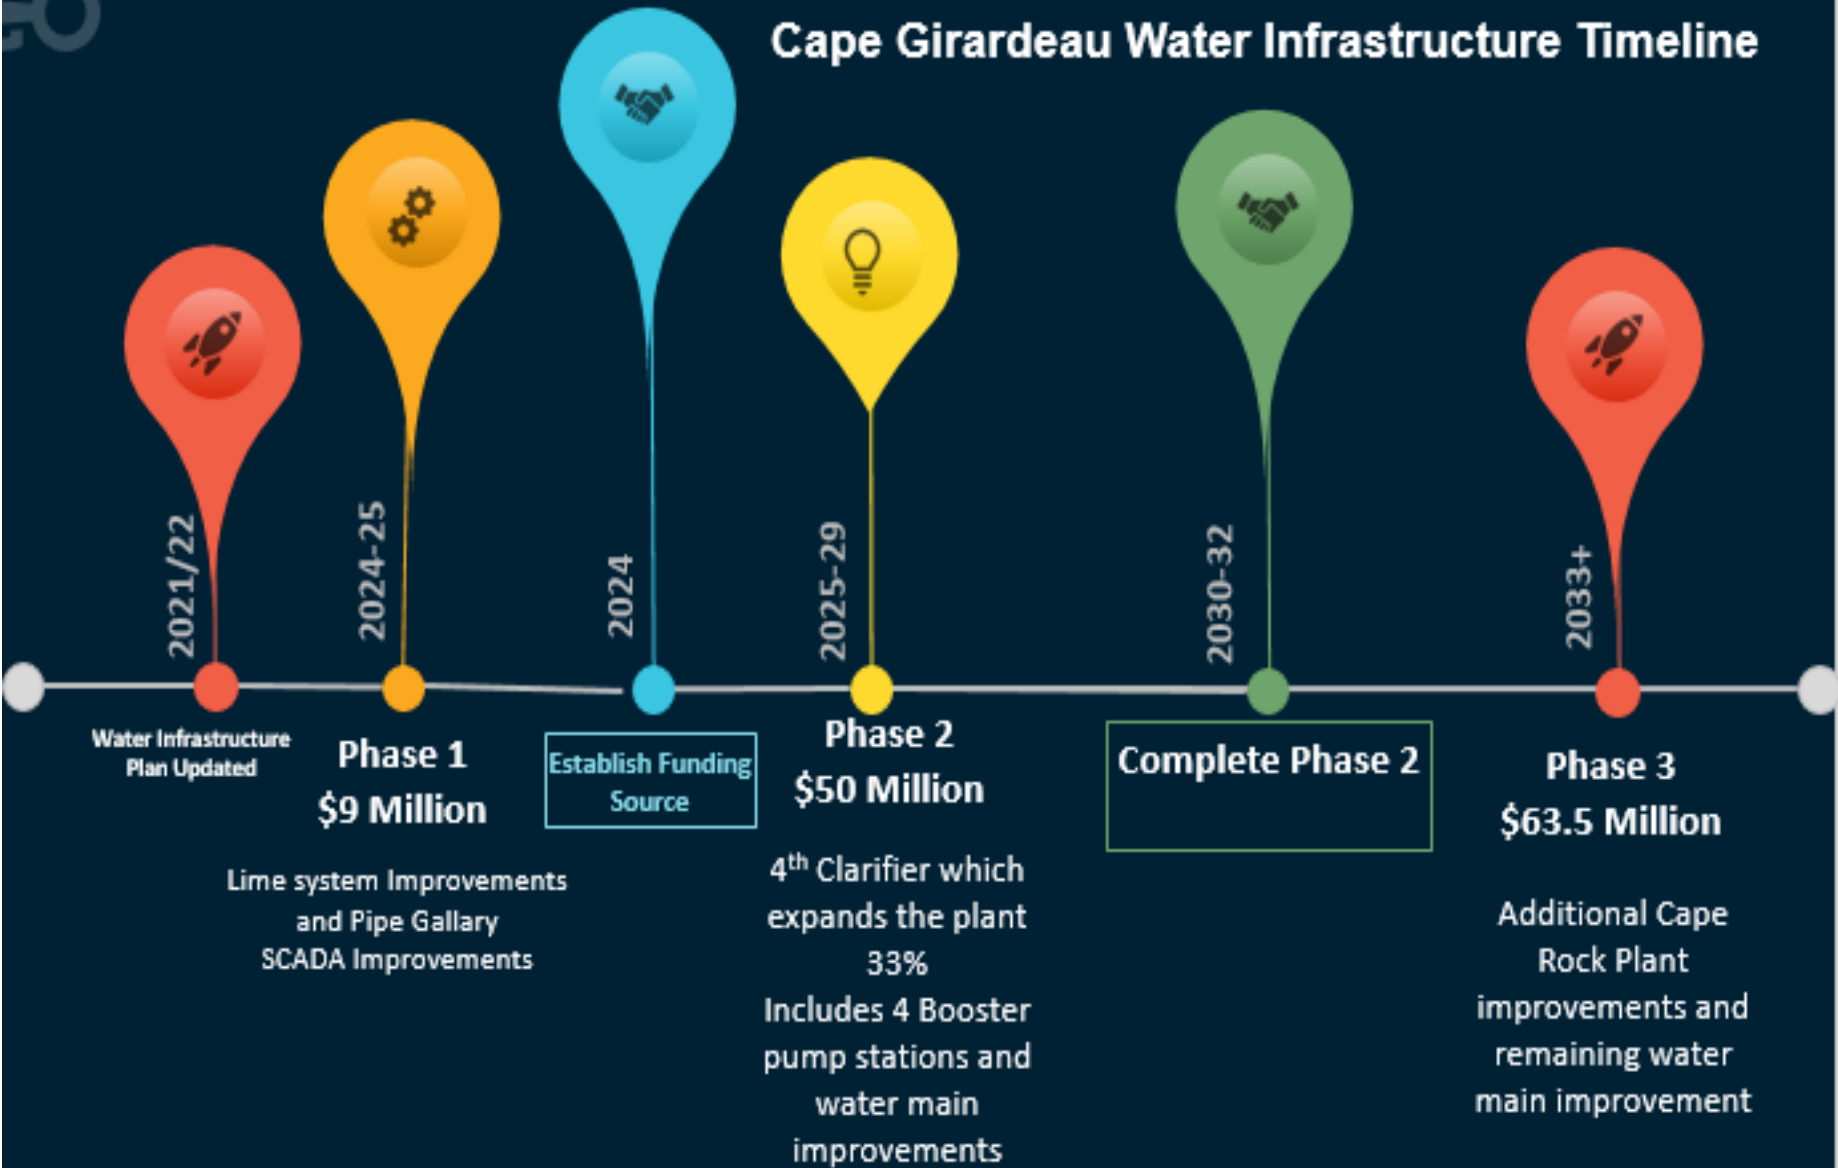 Cape Girardeau Water Infrastructure Timeline
2021/22
2024-25
2024
2025-29
2030-32
2033+
Water Infrastructure
Plan Updated
Phase 1
$9 Million
Lime system Improvements
and Pipe Gallary
SCADA Improvements
Establish Funding
Source
Phase 2
$50 Million
4th Clarifier which
expands the plant
33%
Includes 4 Booster
pump stations and
water main
improvements
Complete Phase 2
Phase 3
$63.5 Million
Additional Cape
Rock Plant
improvements and
remaining water
main improvement